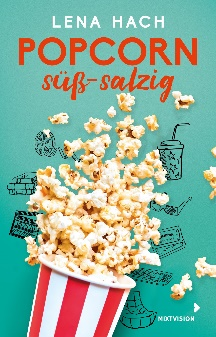 LENA HACH
POPCORN
süß-salzig
MIXTVISION